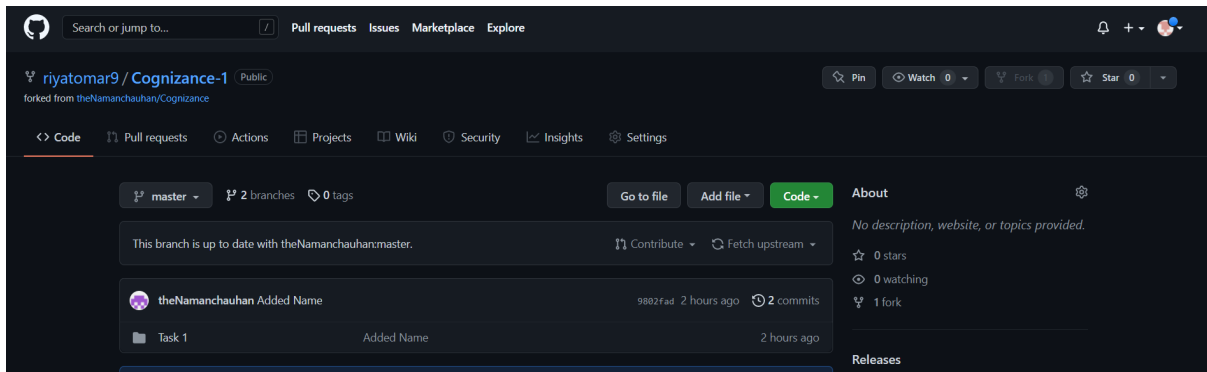 Search or jump to... / Pull requests Issues Marketplace Explore
riyatomar9 / Cognizance-1 Public
Pin Watch 0 Fork 1 Star 0
forked from theNamanchauhan/Cognizance
<> Code Pull requests Actions Projects Wiki Security Insights Settings
master 2 branches 0 tags Go to file Add file Code
About
No description, website, or topics provided.
This branch is up to date with theNamanchauhan:master. Contribute Fetch upstream
0 stars
0 watching
1 fork
theNamanchauhan Added Name 9802fad 2 hours ago 2 commits
Task 1 Added Name 2 hours ago
Releases